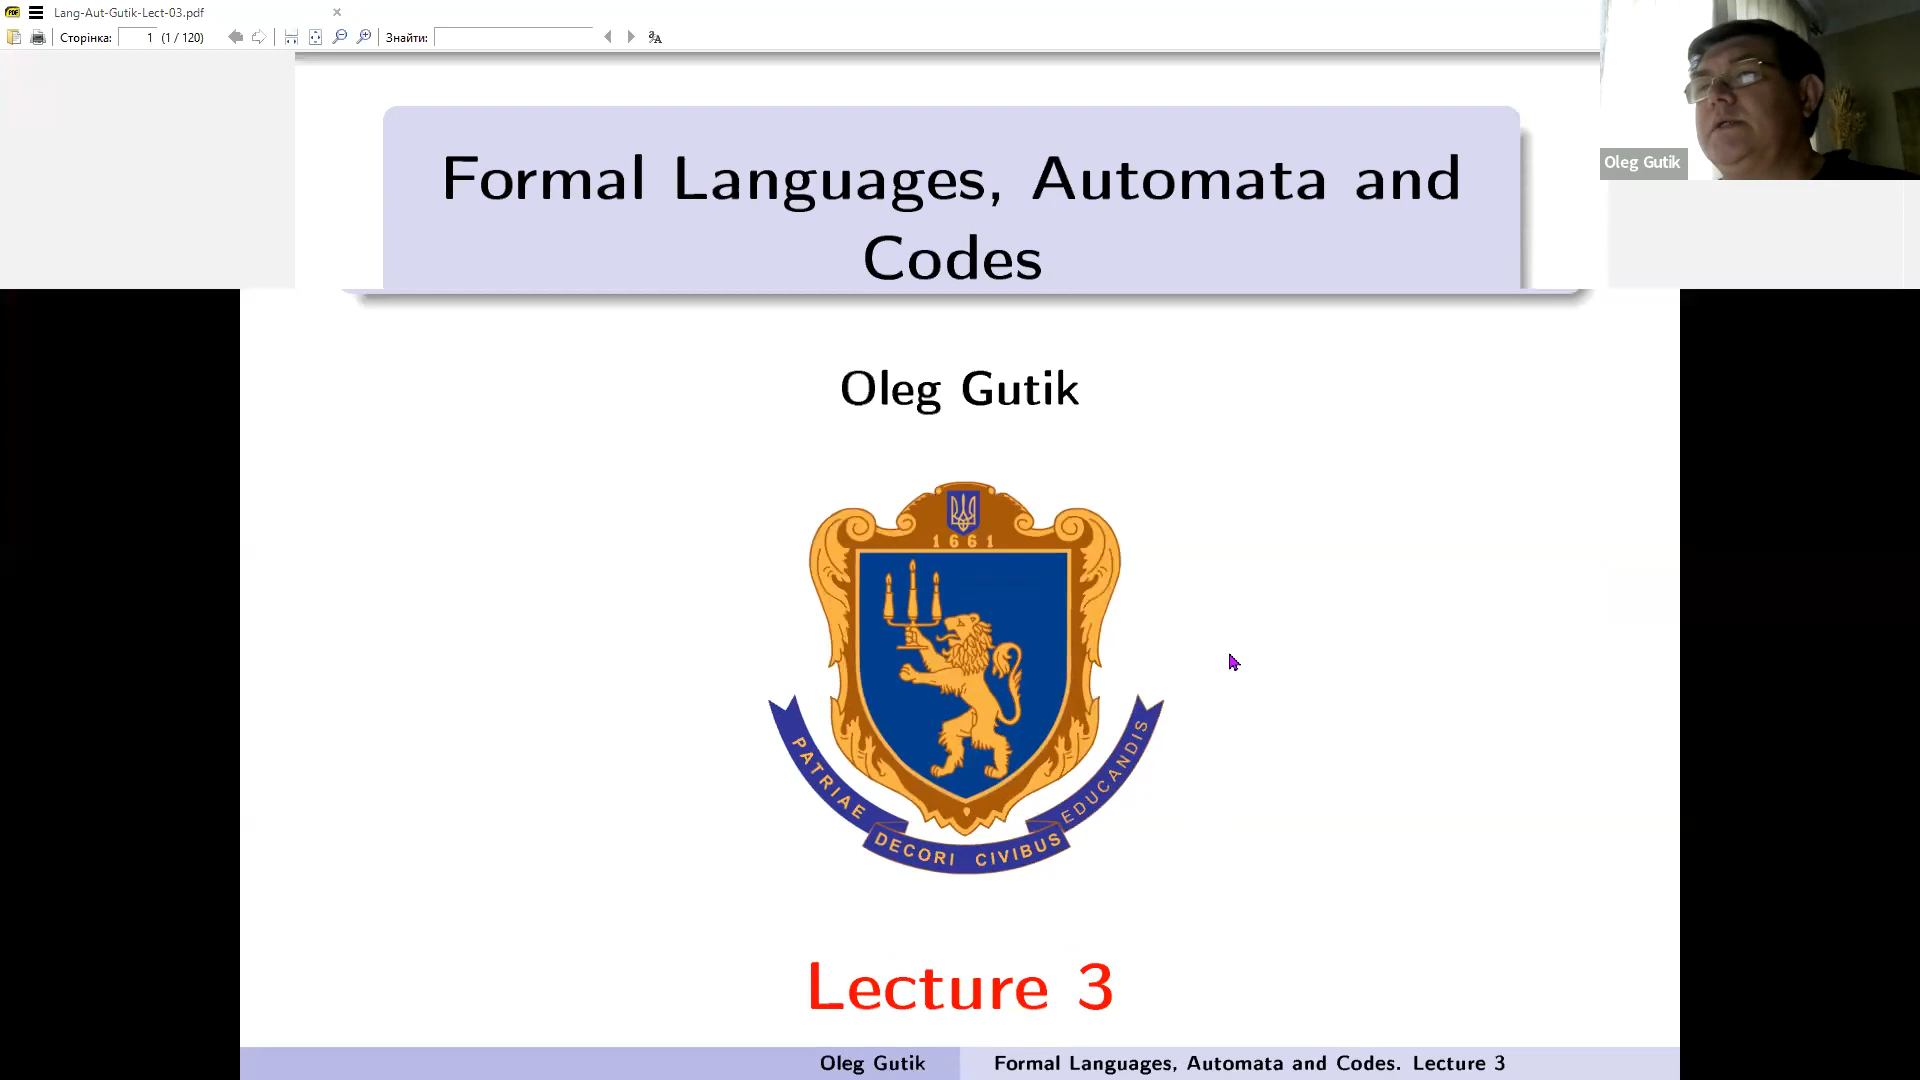 Lang-Aut-Gutik-Lect-03.pdf
Сторінка: 1 (1 / 120) Знайти:
Oleg Gutik
Formal Languages, Automata and
Codes
Oleg Gutik
1661
PATRIAE DECORI CIVIBUS EDUCANDIS
Lecture 3
Oleg Gutik Formal Languages, Automata and Codes. Lecture 3